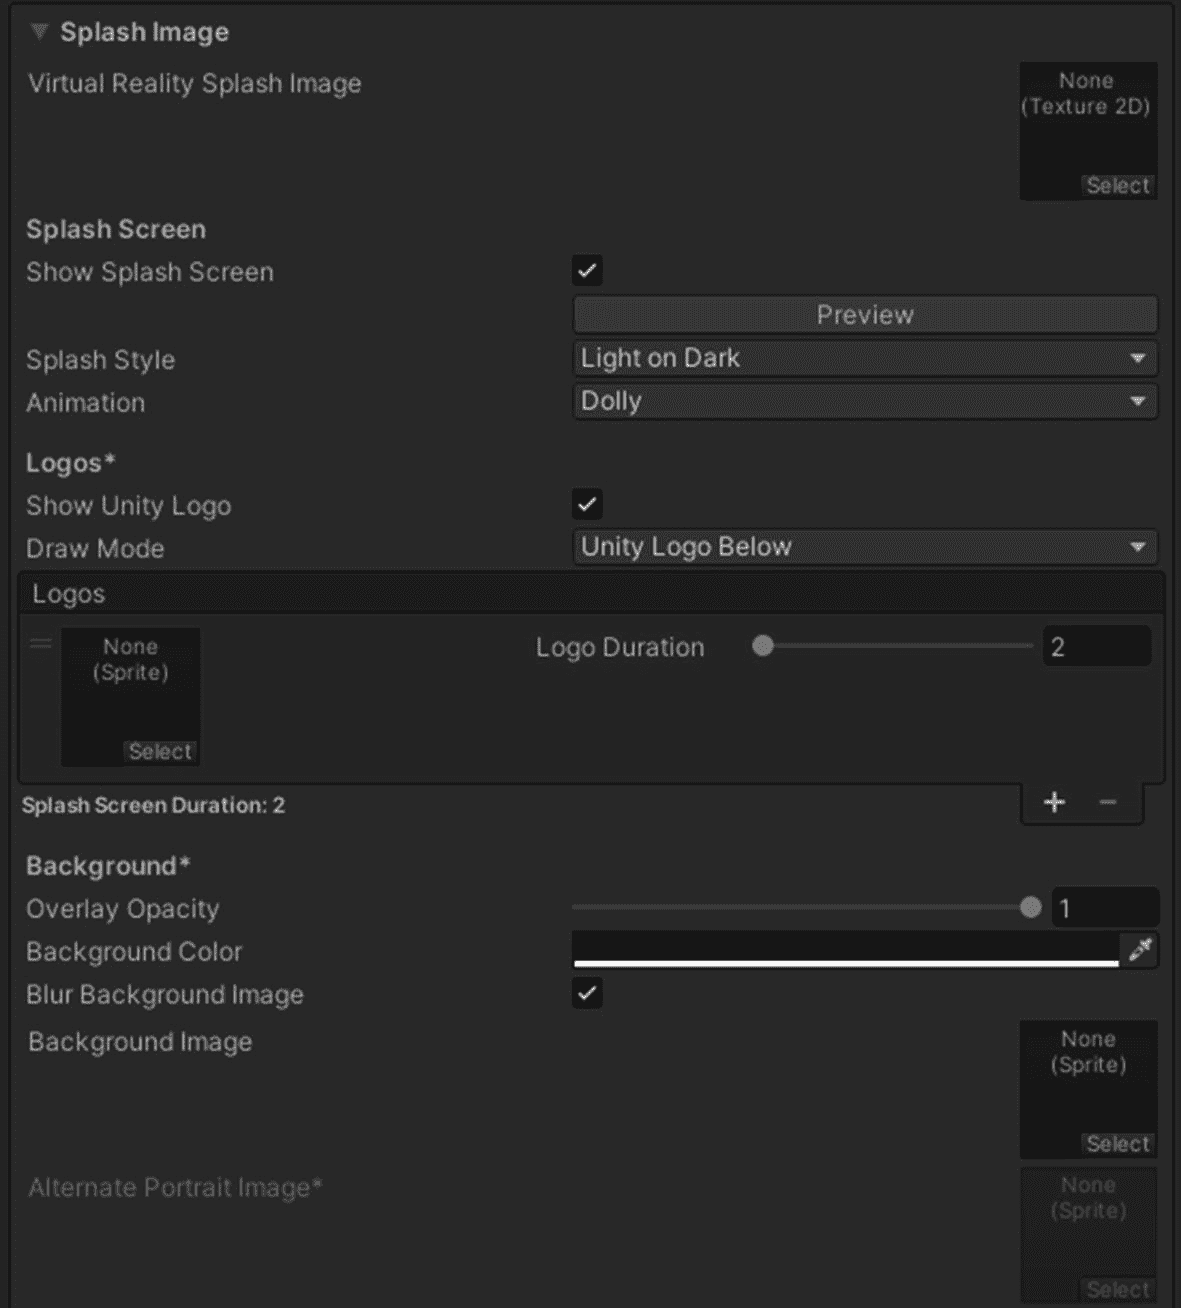 Splash Image
Virtual Reality Splash Image
None
(Texture 2D)
Select
Splash Screen
Show Splash Screen
Preview
Splash Style Light on Dark
Animation Dolly
Logos*
Show Unity Logo
Draw Mode Unity Logo Below
Logos
None
(Sprite)
Select
Logo Duration 2
Splash Screen Duration: 2
+ −
Background*
Overlay Opacity 1
Background Color
Blur Background Image
Background Image
None
(Sprite)
Select
Alternate Portrait Image*
None
(Sprite)
Select